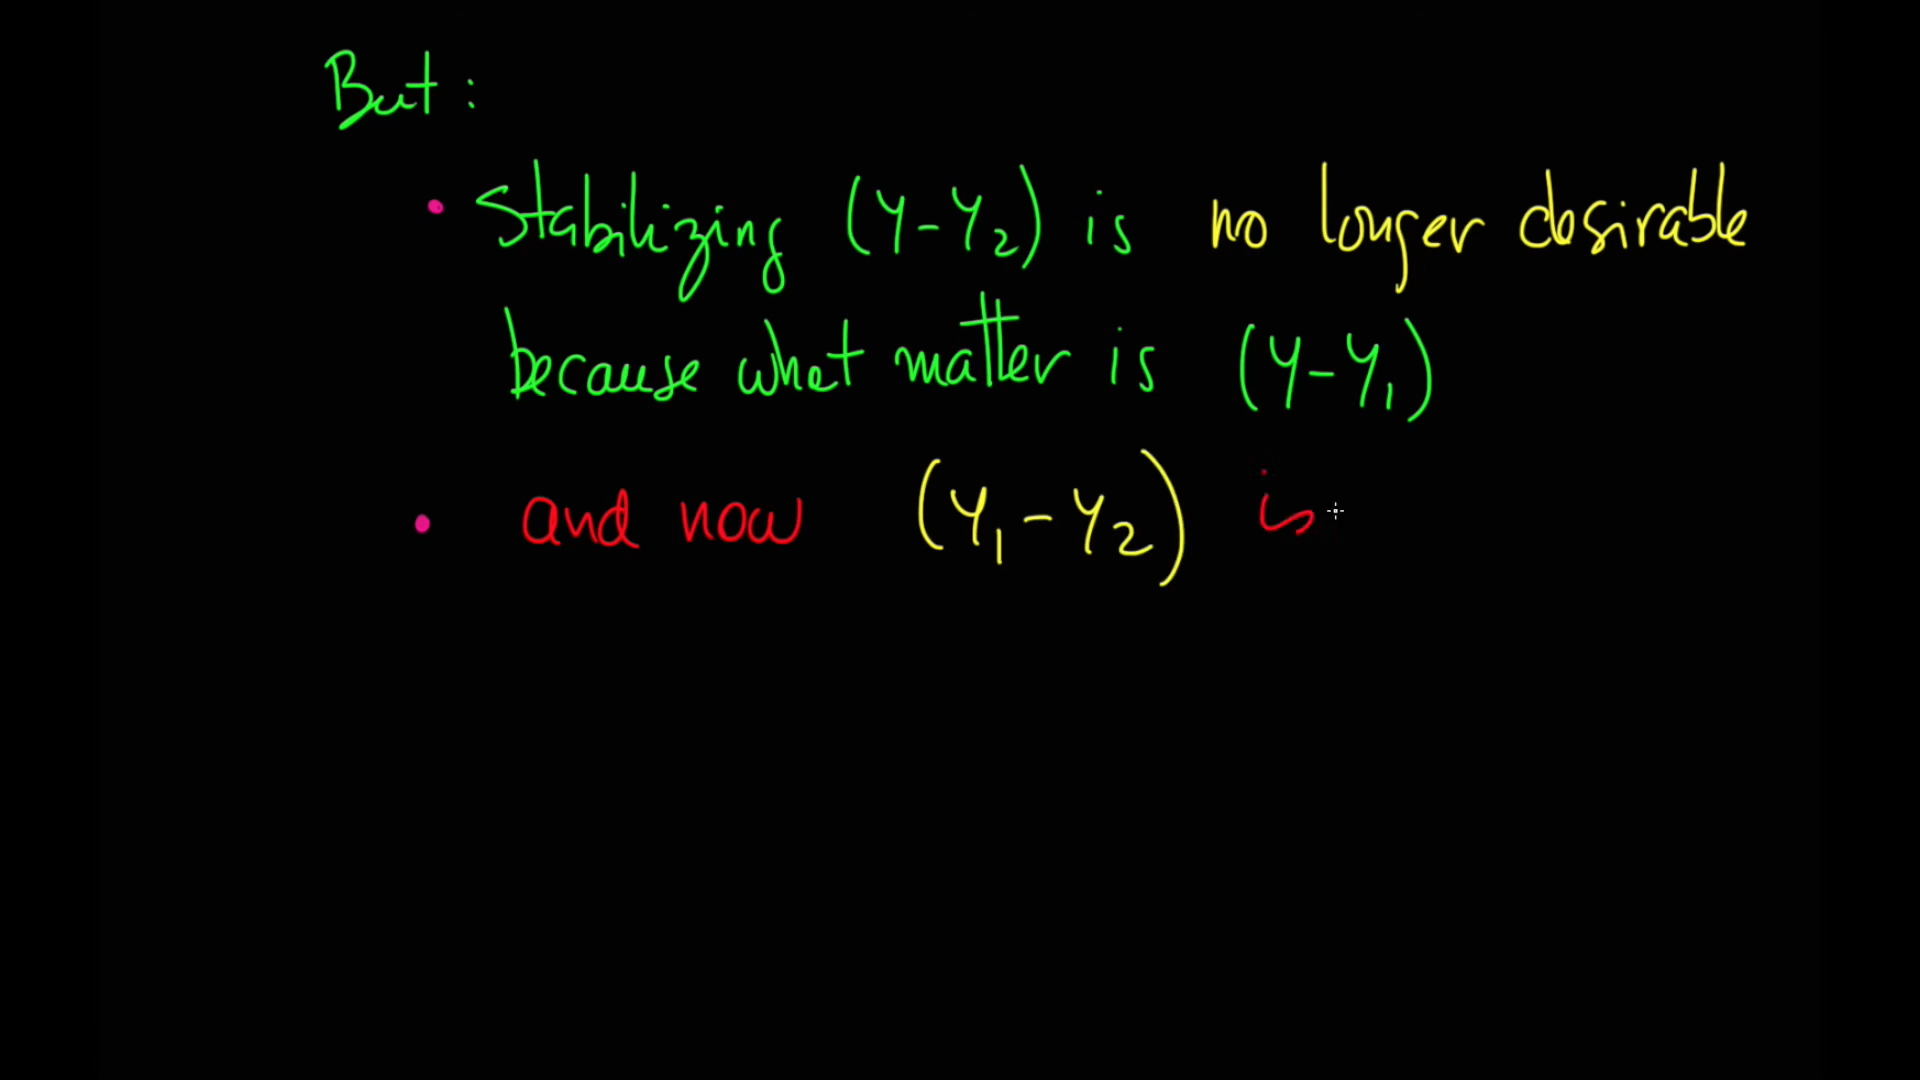 But:
• Stabilizing (Y-Y₂) is no longer desirable
because what matter is (Y-Y₁)
• and now (Y₁-Y₂) is